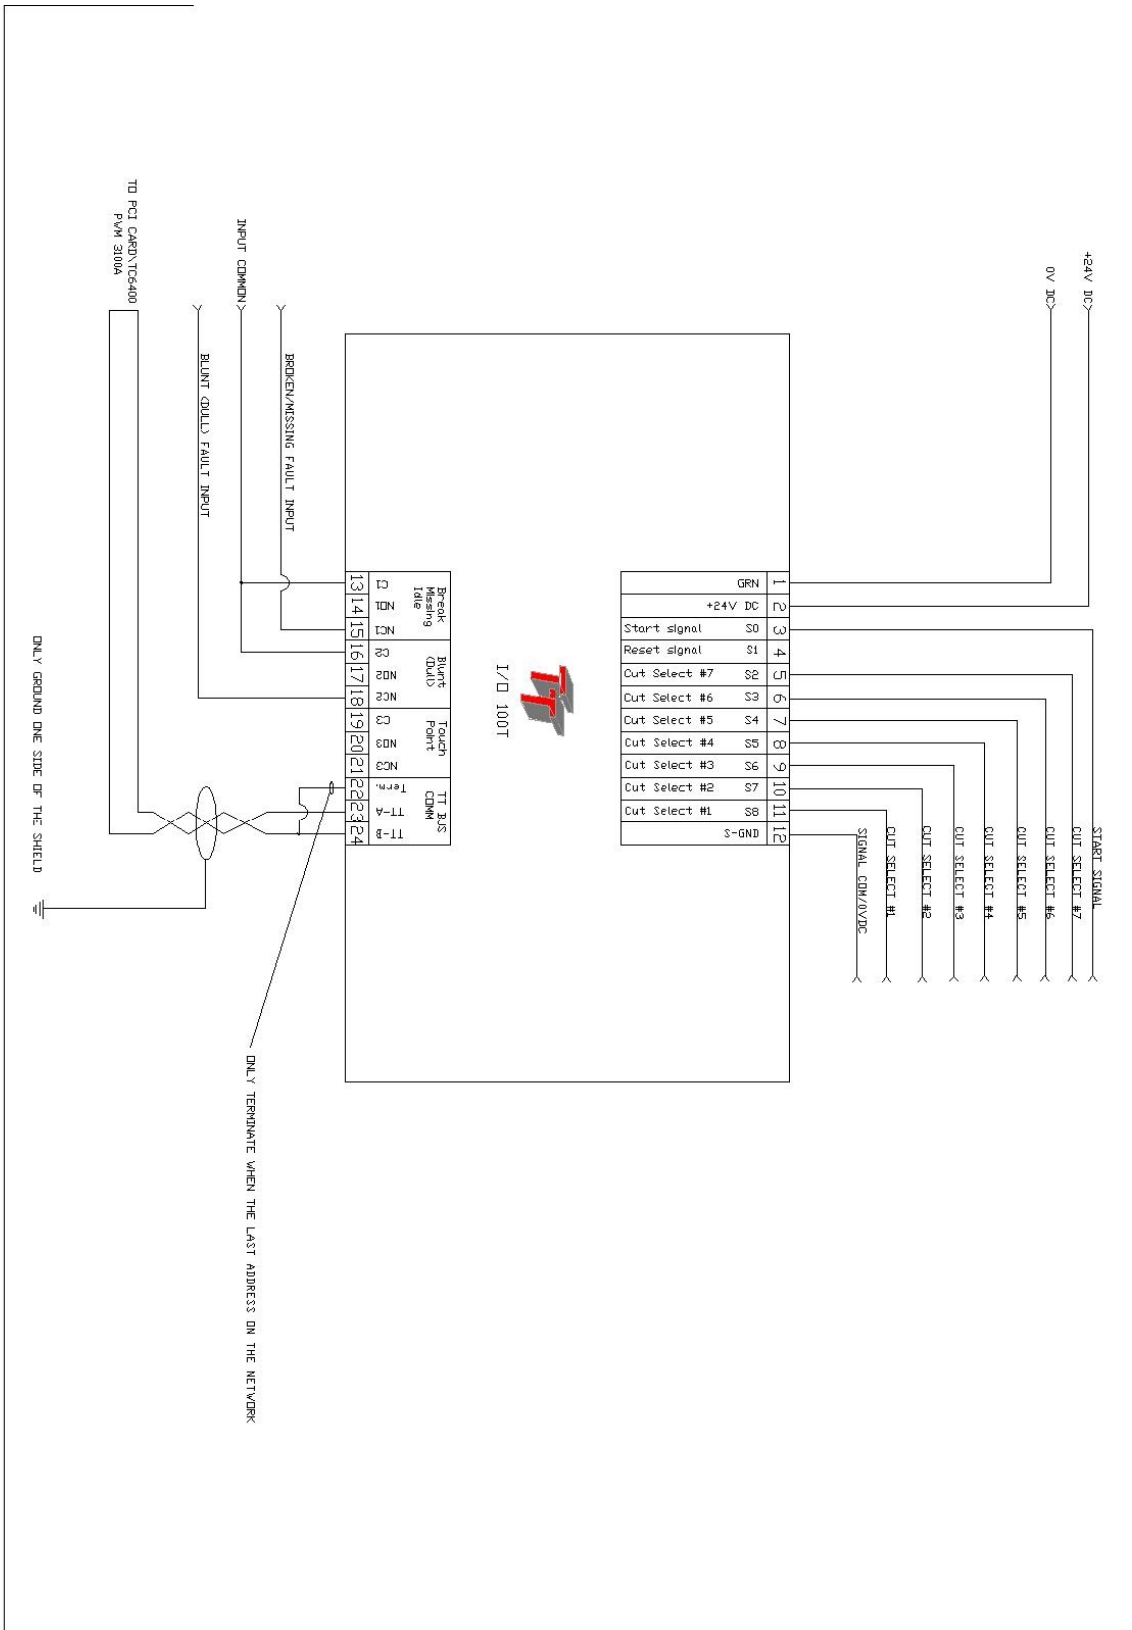 +24V DC
0V DC
INPUT COMMON
TO PCI CARD\TC6400
PWM 3100A
BROKEN/MISSING FAULT INPUT
BLUNT (DULL) FAULT INPUT
GRN 1
+24V DC 2
Start signal S0 3
Reset signal S1 4
Cut Select #7 S2 5
Cut Select #6 S3 6
Cut Select #5 S4 7
Cut Select #4 S5 8
Cut Select #3 S6 9
Cut Select #2 S7 10
Cut Select #1 S8 11
S-GND 12
I/O 100T
TT
13 C1
14 NO1
15 NC1
Break
Missing
Idle
16 C2
17 NO2
18 NC2
Blunt
(Dull)
19 C3
20 NO3
21 NC3
Touch
Point
22 Term.
23 TT-A
24 TT-B
TT BUS
COMM
START SIGNAL
CUT SELECT #7
CUT SELECT #6
CUT SELECT #5
CUT SELECT #4
CUT SELECT #3
CUT SELECT #2
CUT SELECT #1
SIGNAL COM/0VDC
ONLY GROUND ONE SIDE OF THE SHIELD
ONLY TERMINATE WHEN THE LAST ADDRESS ON THE NETWORK